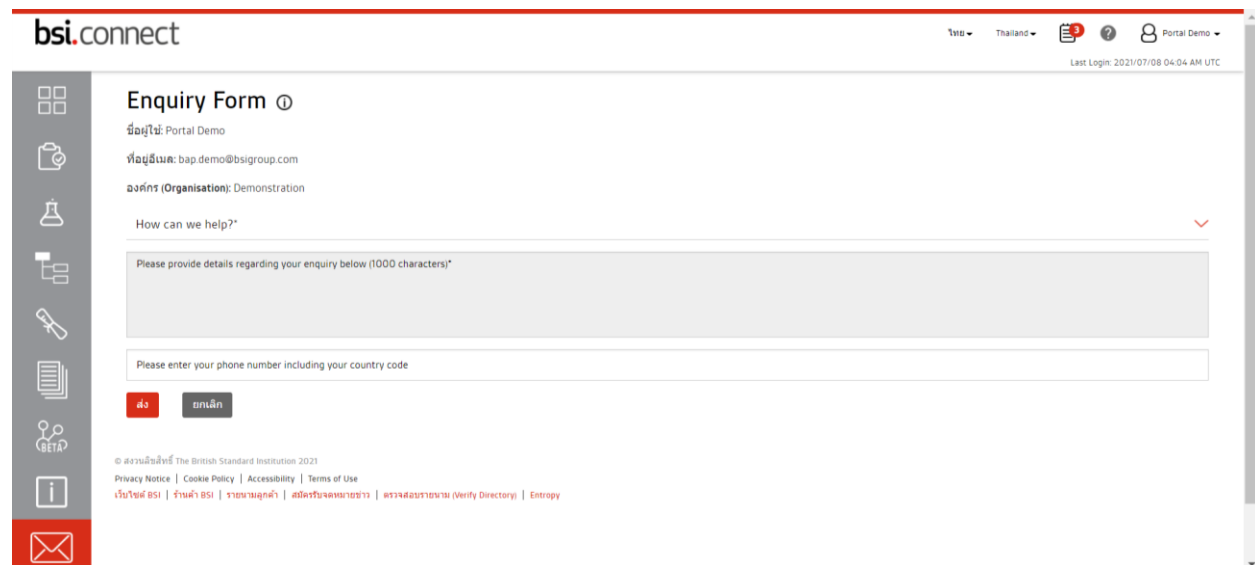 bsi.connect
ไทย Thailand 3 ? Portal Demo
Last Login: 2021/07/08 04:04 AM UTC
Enquiry Form i
ชื่อผู้ใช้: Portal Demo
ที่อยู่อีเมล: bap.demo@bsigroup.com
องค์กร (Organisation): Demonstration
How can we help?*
Please provide details regarding your enquiry below (1000 characters)*
Please enter your phone number including your country code
ส่ง ยกเลิก
BETA
i
© สงวนลิขสิทธิ์ The British Standard Institution 2021
Privacy Notice | Cookie Policy | Accessibility | Terms of Use
เว็บไซต์ BSI | ร้านค้า BSI | รายนามลูกค้า | สมัครรับจดหมายข่าว | ตรวจสอบรายนาม (Verify Directory) | Entropy